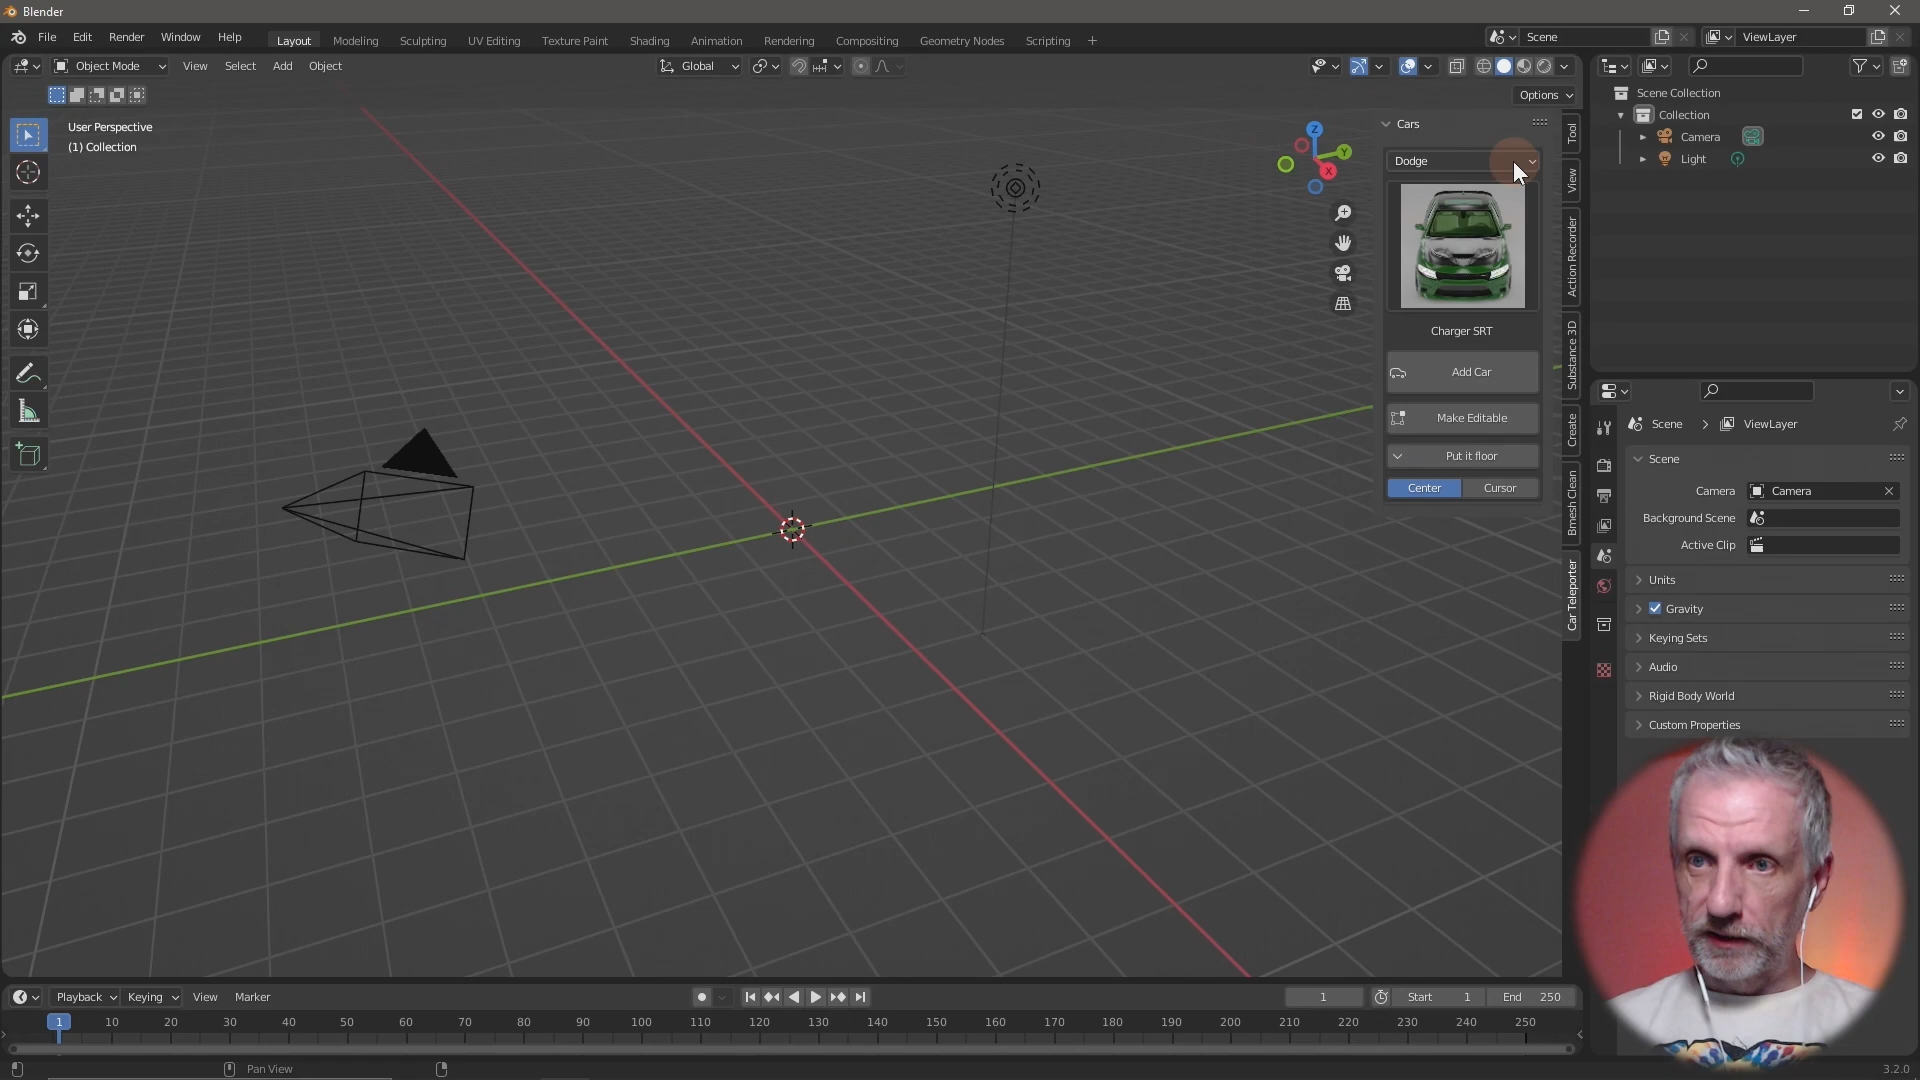 Blender
File Edit Render Window Help
Layout Modeling Sculpting UV Editing Texture Paint Shading Animation Rendering Compositing Geometry Nodes Scripting +
Scene
ViewLayer
Object Mode View Select Add Object
Global
Options
User Perspective
(1) Collection
Z
Y
X
Cars
Dodge
Charger SRT
Add Car
Make Editable
Put it floor
Center Cursor
Tool
View
Action Recorder
Substance 3D
Create
Bmesh Clean
Car Teleporter
Scene Collection
Collection
Camera
Light
Scene ViewLayer
Scene
Camera Camera
Background Scene
Active Clip
Units
Gravity
Keying Sets
Audio
Rigid Body World
Custom Properties
Playback Keying View Marker
1
Start 1
End 250
1 10 20 30 40 50 60 70 80 90 100 110 120 130 140 150 160 170 180 190 200 210 220 230 240 250
Pan View
3.2.0